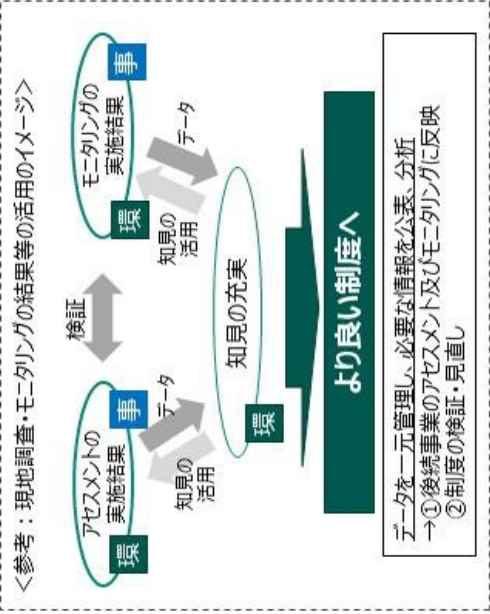 ＜参考：現地調査・モニタリングの結果等の活用のイメージ＞
アセスメントの
実施結果
環
事
検証
モニタリングの
実施結果
環
事
知見の
活用
データ
知見の
活用
データ
知見の充実
環
より良い制度へ
データを一元管理し、必要な情報を公表、分析
→①後続事業のアセスメント及びモニタリングに反映
②制度の検証・見直し